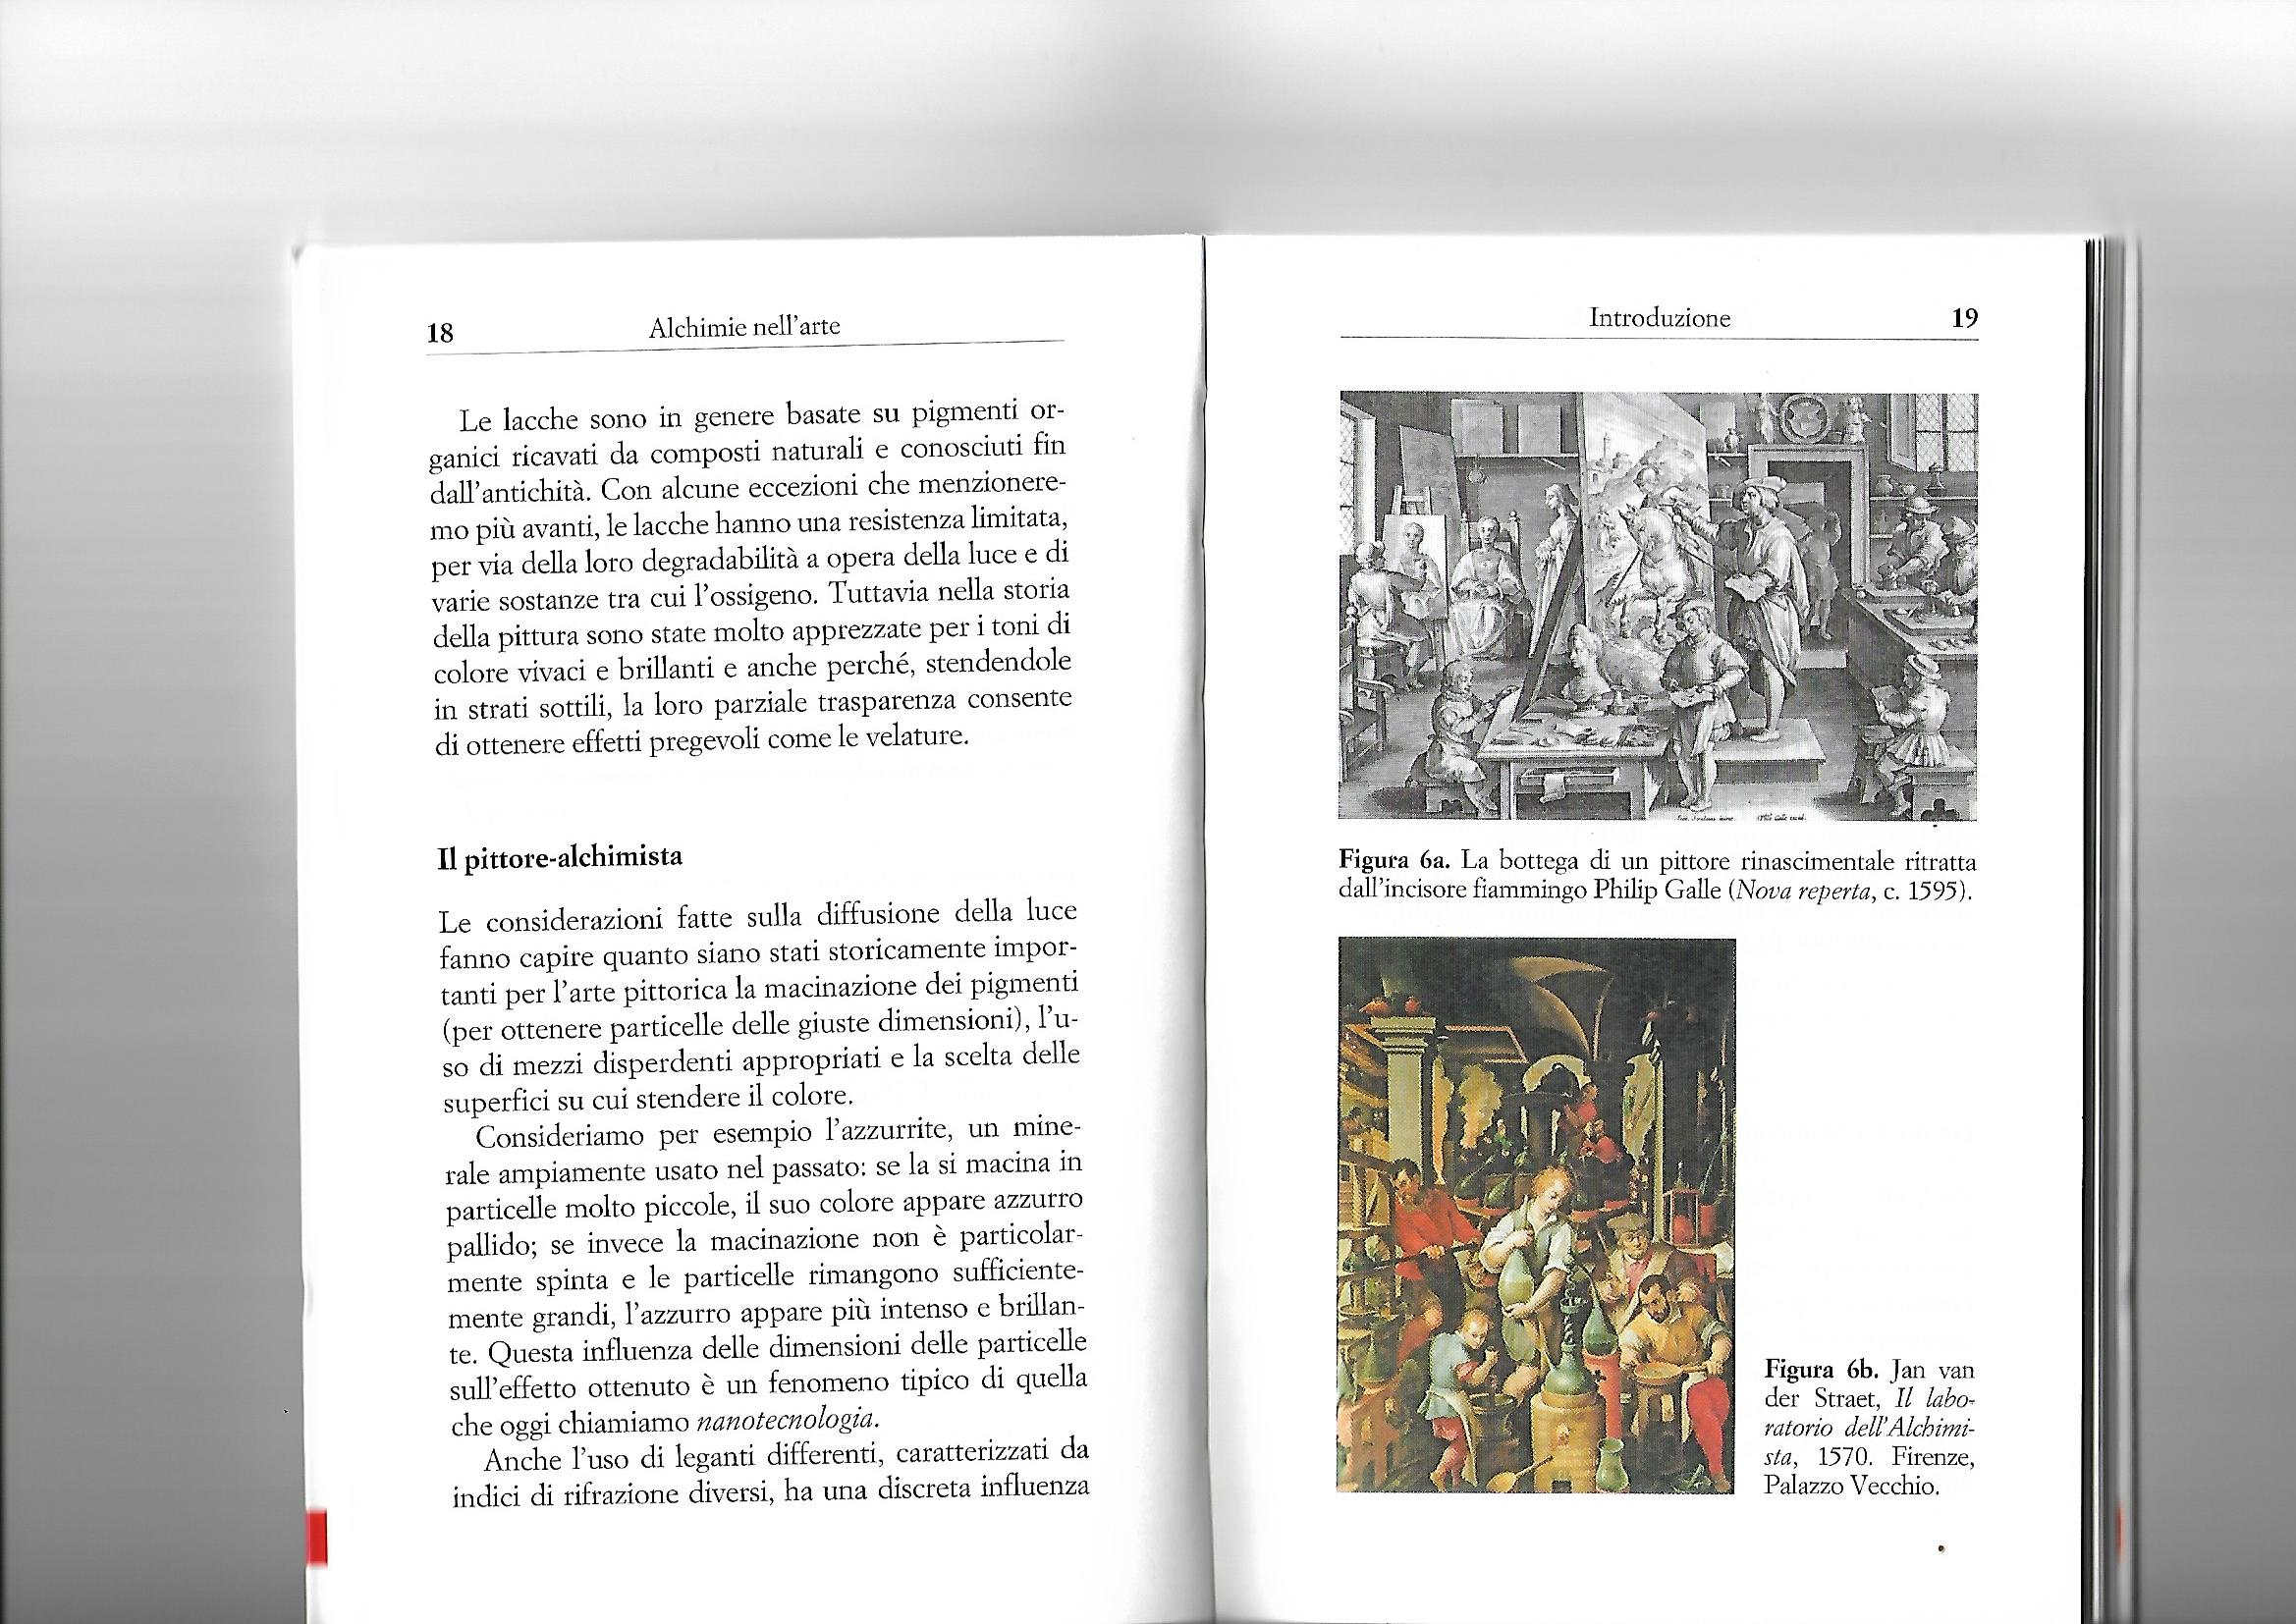 18
Alchimie nell'arte
Le lacche sono in genere basate su pigmenti or-
ganici ricavati da composti naturali e conosciuti fin
dall'antichità. Con alcune eccezioni che menzionere-
mo più avanti, le lacche hanno una resistenza limitata,
per via della loro degradabilità a opera della luce e di
varie sostanze tra cui l'ossigeno. Tuttavia nella storia
della pittura sono state molto apprezzate per i toni di
colore vivaci e brillanti e anche perché, stendendole
in strati sottili, la loro parziale trasparenza consente
di ottenere effetti pregevoli come le velature.
Il pittore-alchimista
Le considerazioni fatte sulla diffusione della luce
fanno capire quanto siano stati storicamente impor-
tanti per l'arte pittorica la macinazione dei pigmenti
(per ottenere particelle delle giuste dimensioni), l'u-
so di mezzi disperdenti appropriati e la scelta delle
superfici su cui stendere il colore.
Consideriamo per esempio l'azzurrite, un mine-
rale ampiamente usato nel passato: se la si macina in
particelle molto piccole, il suo colore appare azzurro
pallido; se invece la macinazione non è particolar-
mente spinta e le particelle rimangono sufficiente-
mente grandi, l'azzurro appare più intenso e brillan-
te. Questa influenza delle dimensioni delle particelle
sull'effetto ottenuto è un fenomeno tipico di quella
che oggi chiamiamo nanotecnologia.
Anche l'uso di leganti differenti, caratterizzati da
indici di rifrazione diversi, ha una discreta influenza
Introduzione
19
Figura 6a. La bottega di un pittore rinascimentale ritratta
dall'incisore fiammingo Philip Galle (Nova reperta, c. 1595).
Figura 6b. Jan van
der Straet, Il labo-
ratorio dell'Alchimi-
sta, 1570. Firenze,
Palazzo Vecchio.